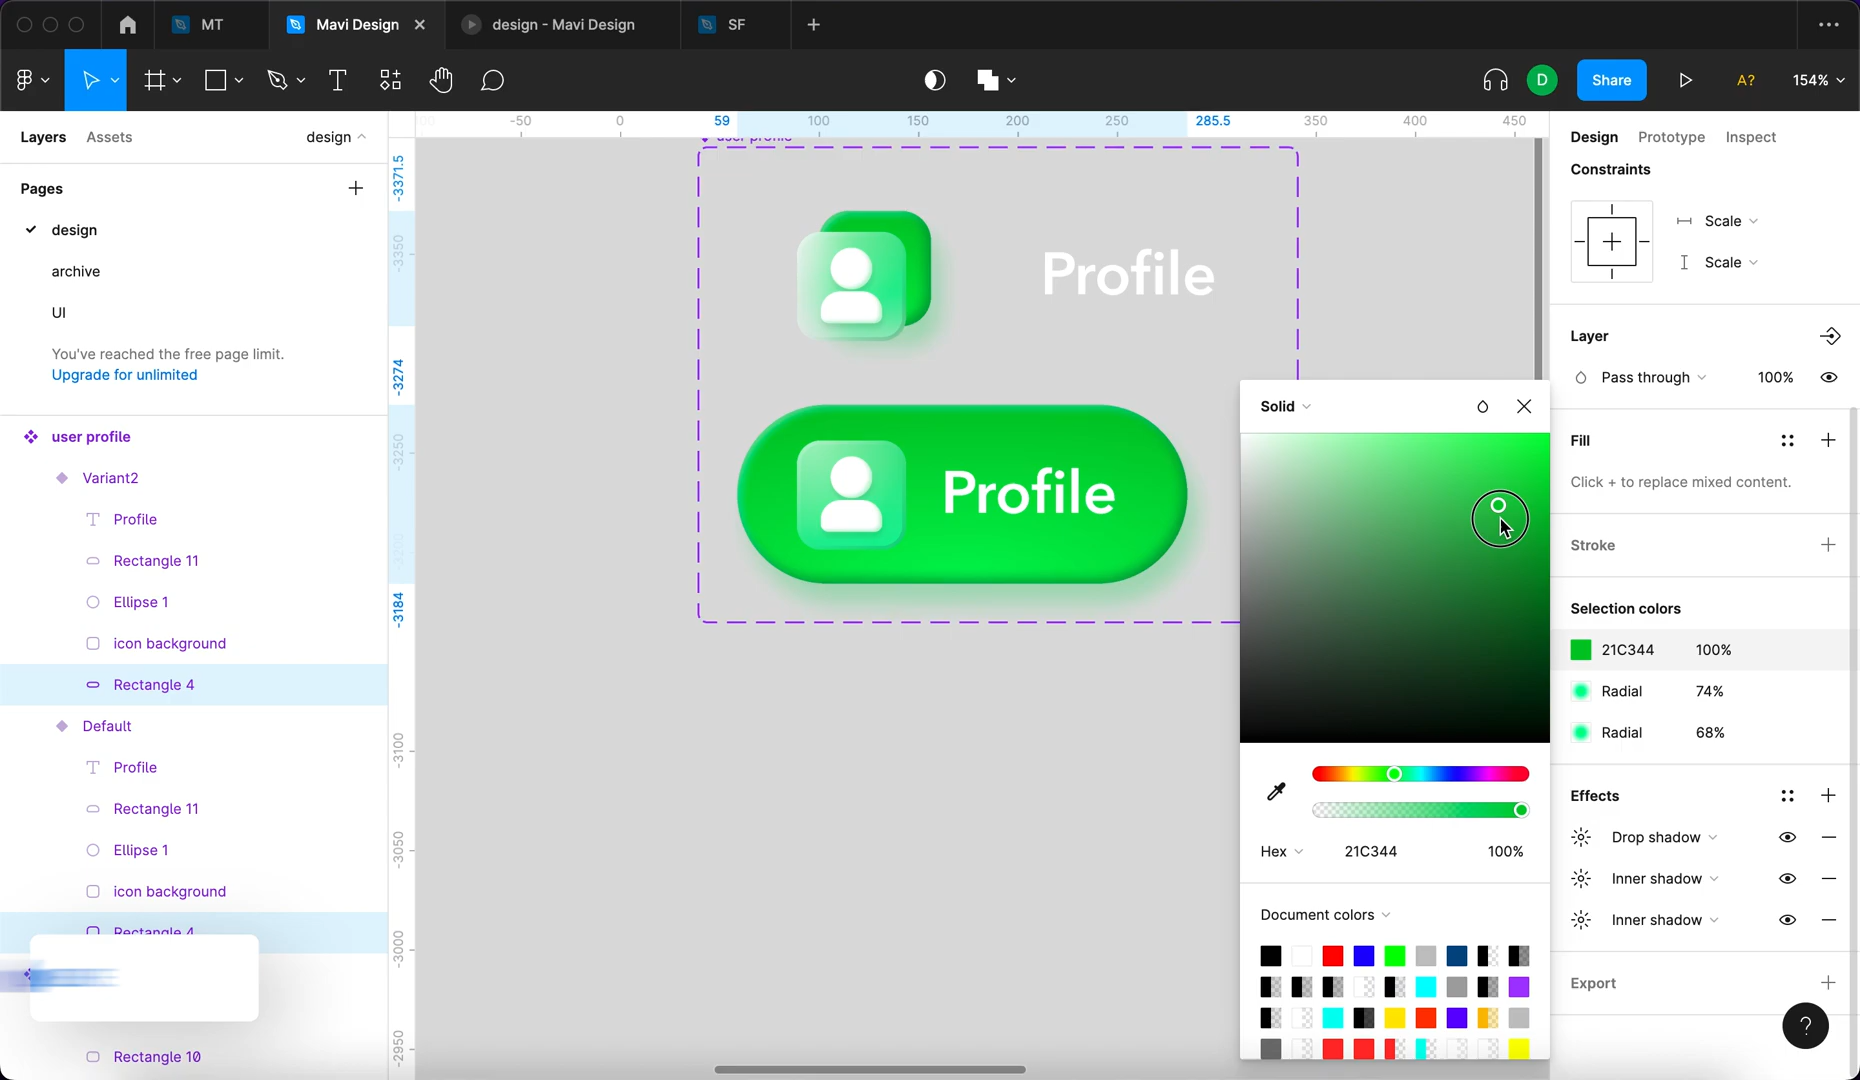 MT
Mavi Design
design - Mavi Design
SF
D
Share
A?
154%
Layers
Assets
design
Pages
design
archive
UI
You've reached the free page limit.
Upgrade for unlimited
user profile
Variant2
Profile
Rectangle 11
Ellipse 1
icon background
Rectangle 4
Default
Profile
Rectangle 11
Ellipse 1
icon background
Rectangle 4
Rectangle 10
-50
0
59
100
150
200
250
285.5
350
400
450
-3371.5
-3350
-3274
-3250
-3200
-3184
-3100
-3050
-3000
-2950
user profile
Profile
Profile
Solid
Hex
21C344
100%
Document colors
Design
Prototype
Inspect
Constraints
Scale
Scale
Layer
Pass through
100%
Fill
Click + to replace mixed content.
Stroke
Selection colors
21C344
100%
Radial
74%
Radial
68%
Effects
Drop shadow
Inner shadow
Inner shadow
Export
?